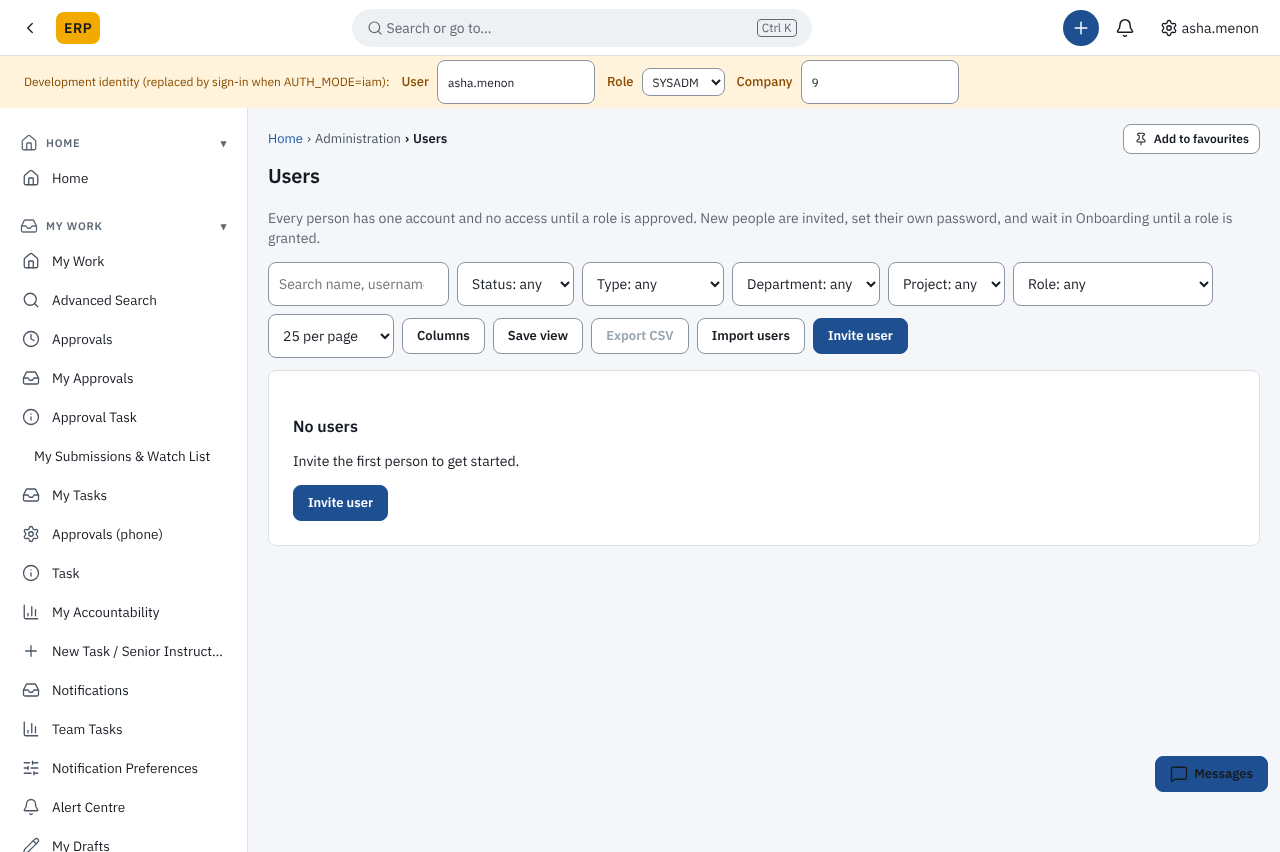 ERP
Search or go to...
Ctrl K
asha.menon
Development identity (replaced by sign-in when AUTH_MODE=iam):
User
asha.menon
Role
SYSADM
Company
9
HOME
Home
MY WORK
My Work
Advanced Search
Approvals
My Approvals
Approval Task
My Submissions & Watch List
My Tasks
Approvals (phone)
Task
My Accountability
New Task / Senior Instruct...
Notifications
Team Tasks
Notification Preferences
Alert Centre
My Drafts
Home › Administration › Users
Add to favourites
Users
Every person has one account and no access until a role is approved. New people are invited, set their own password, and wait in Onboarding until a role is
granted.
Search name, usernam
Status: any
Type: any
Department: any
Project: any
Role: any
25 per page
Columns
Save view
Export CSV
Import users
Invite user
No users
Invite the first person to get started.
Invite user
Messages